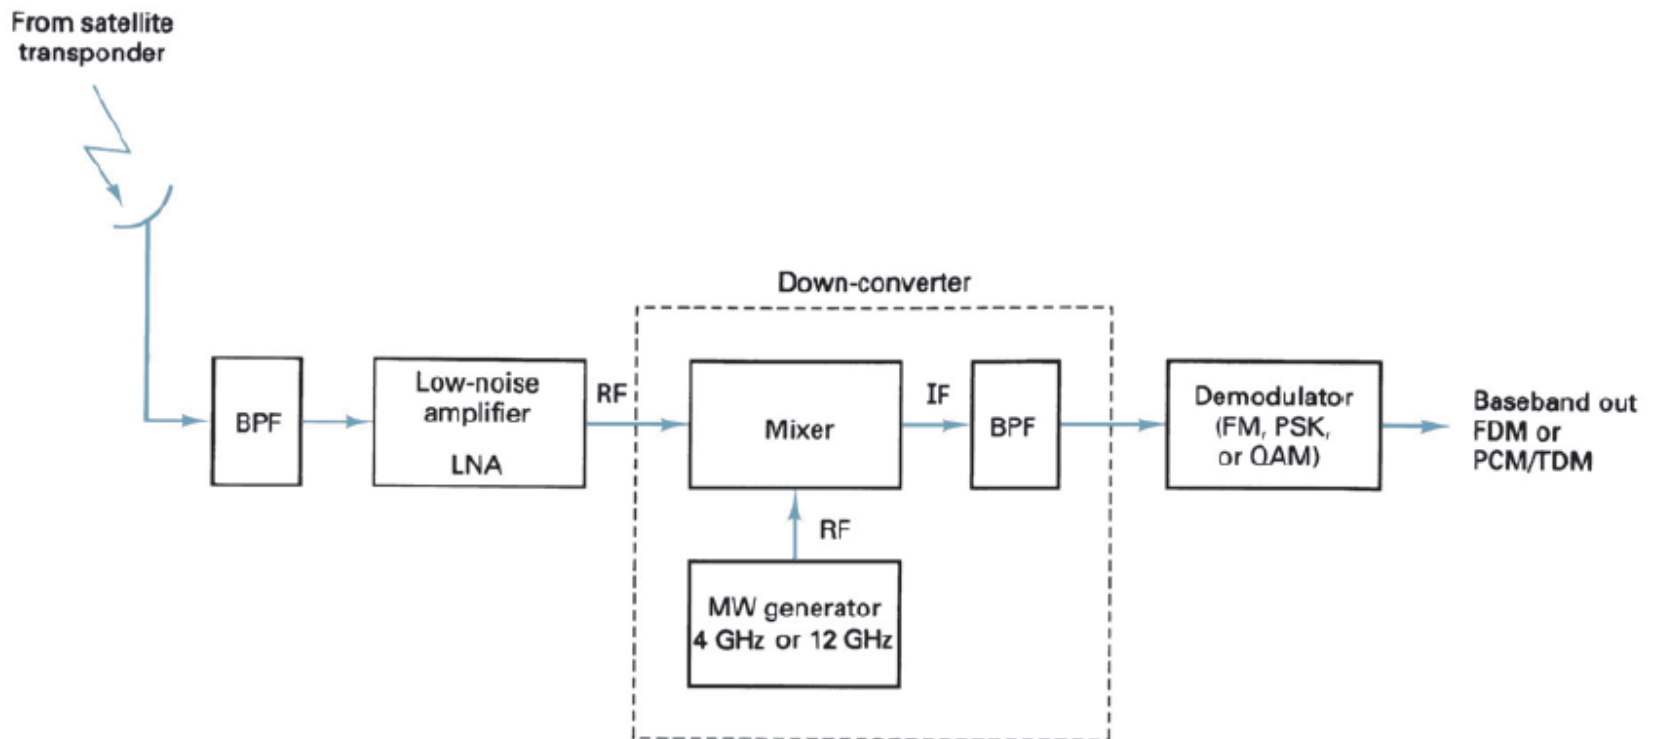 From satellite
transponder
Down-converter
BPF
Low-noise
amplifier
LNA
RF
Mixer
IF
BPF
Demodulator
(FM, PSK,
or QAM)
Baseband out
FDM or
PCM/TDM
RF
MW generator
4 GHz or 12 GHz